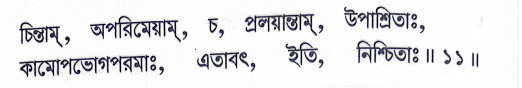 চিন্তাম্, অপরিমেয়াম্, চ, প্রলয়ান্তাম্, উপাশ্রিতাঃ,
কামোপভোগপরমাঃ, এতাবৎ, ইতি, নিশ্চিতাঃ॥ ১১ ॥